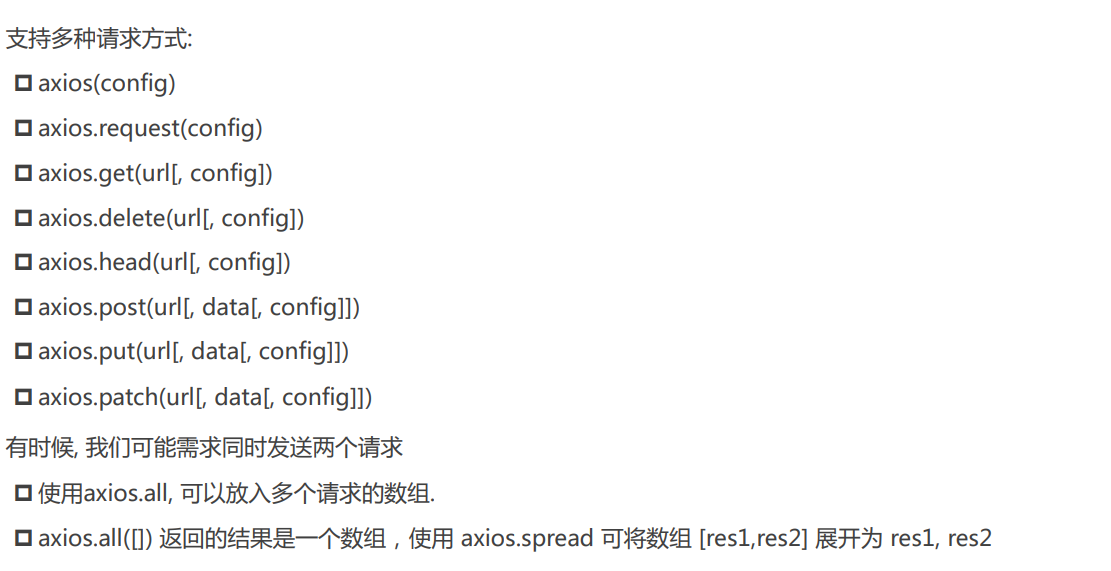 支持多种请求方式:
axios(config)
axios.request(config)
axios.get(url[, config])
axios.delete(url[, config])
axios.head(url[, config])
axios.post(url[, data[, config]])
axios.put(url[, data[, config]])
axios.patch(url[, data[, config]])
有时候, 我们可能需求同时发送两个请求
使用axios.all, 可以放入多个请求的数组.
axios.all([]) 返回的结果是一个数组，使用 axios.spread 可将数组 [res1,res2] 展开为 res1, res2